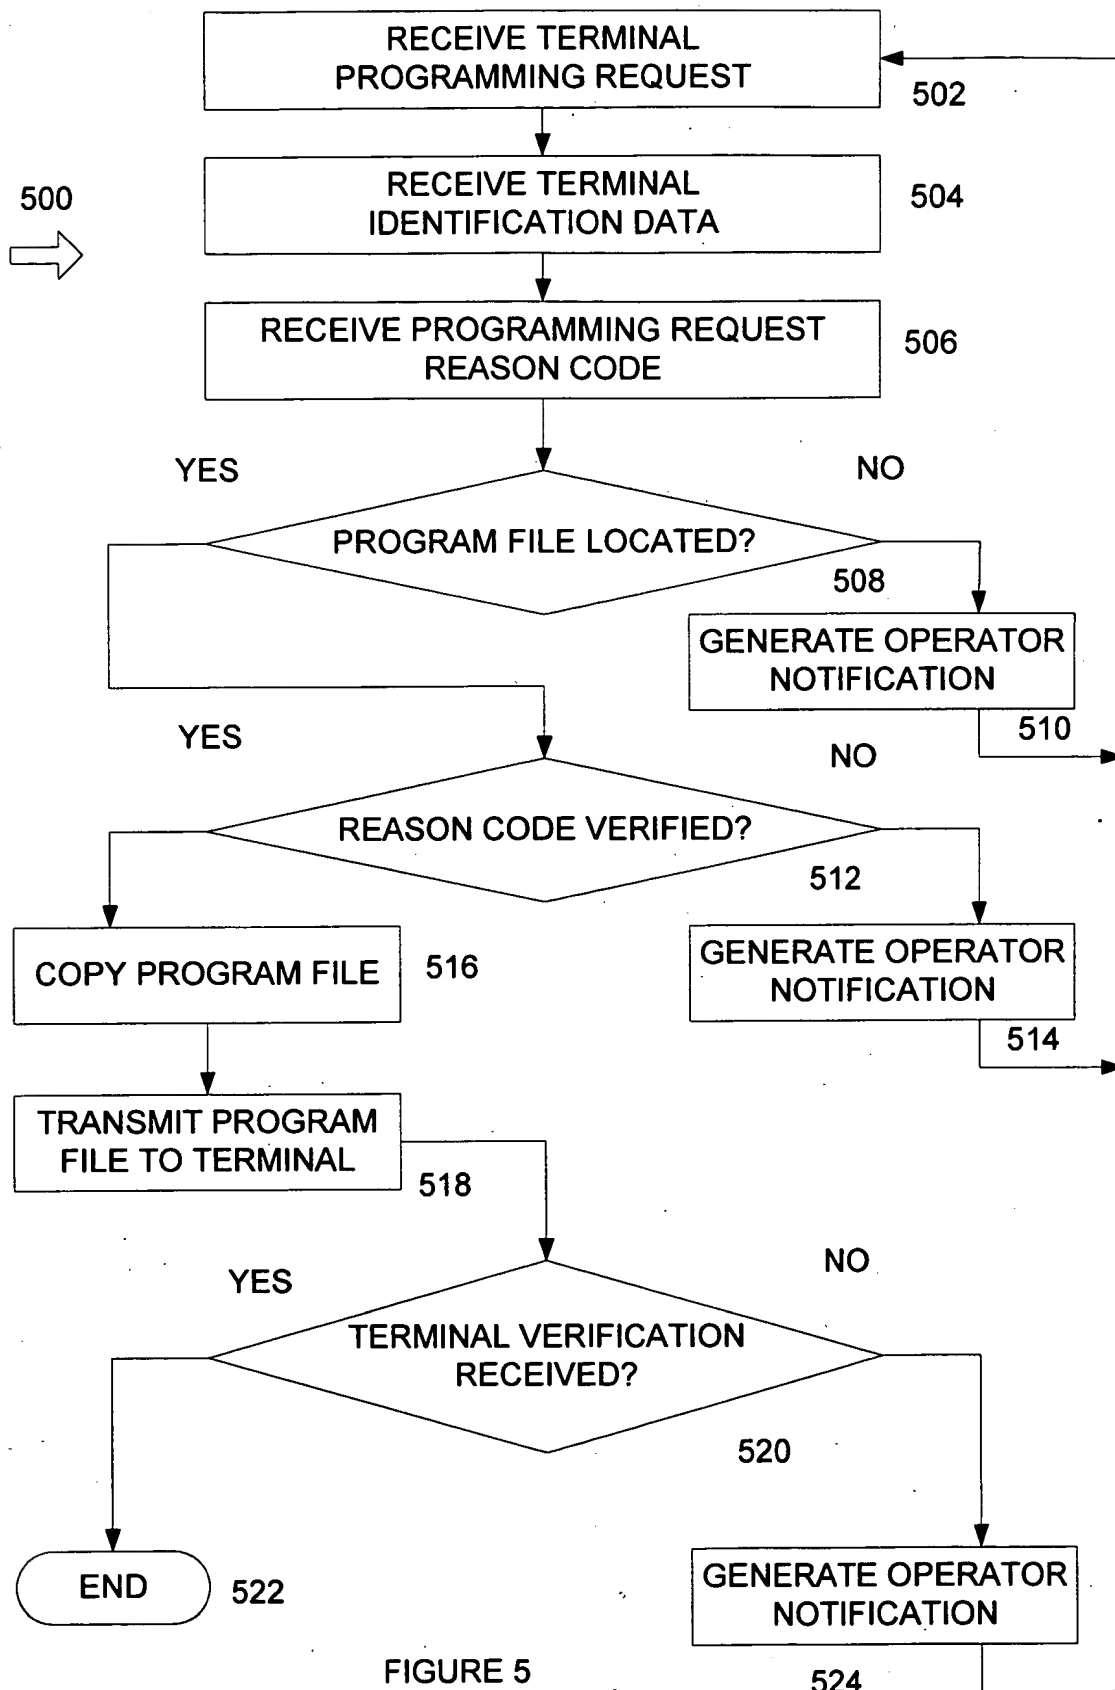 RECEIVE TERMINAL
PROGRAMMING REQUEST
502
RECEIVE TERMINAL
IDENTIFICATION DATA
504
500
RECEIVE PROGRAMMING REQUEST
REASON CODE
506
YES
NO
PROGRAM FILE LOCATED?
508
GENERATE OPERATOR
NOTIFICATION
510
YES
NO
REASON CODE VERIFIED?
512
COPY PROGRAM FILE
516
GENERATE OPERATOR
NOTIFICATION
514
TRANSMIT PROGRAM
FILE TO TERMINAL
518
YES
NO
TERMINAL VERIFICATION
RECEIVED?
520
END
522
GENERATE OPERATOR
NOTIFICATION
524
FIGURE 5